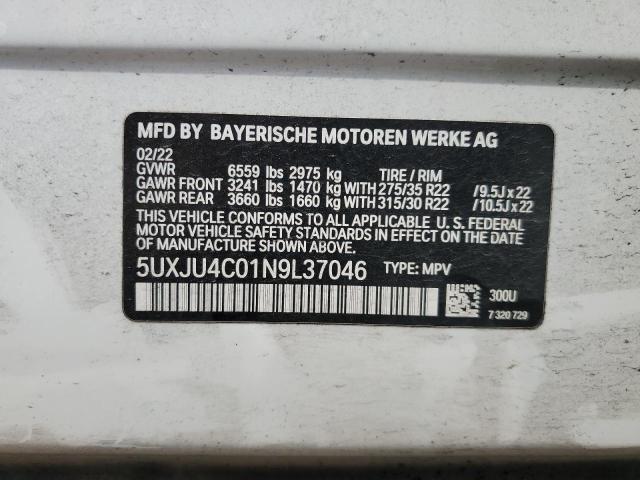 MFD BY BAYERISCHE MOTOREN WERKE AG
02/22
GVWR 6559 lbs 2975 kg TIRE / RIM
GAWR FRONT 3241 lbs 1470 kg WITH 275/35 R22 /9.5J x 22
GAWR REAR 3660 lbs 1660 kg WITH 315/30 R22 /10.5J x 22
THIS VEHICLE CONFORMS TO ALL APPLICABLE U. S. FEDERAL
MOTOR VEHICLE SAFETY STANDARDS IN EFFECT ON THE DATE
OF MANUFACTURE SHOWN ABOVE.
5UXJU4C01N9L37046 TYPE: MPV
300U
7 320 729